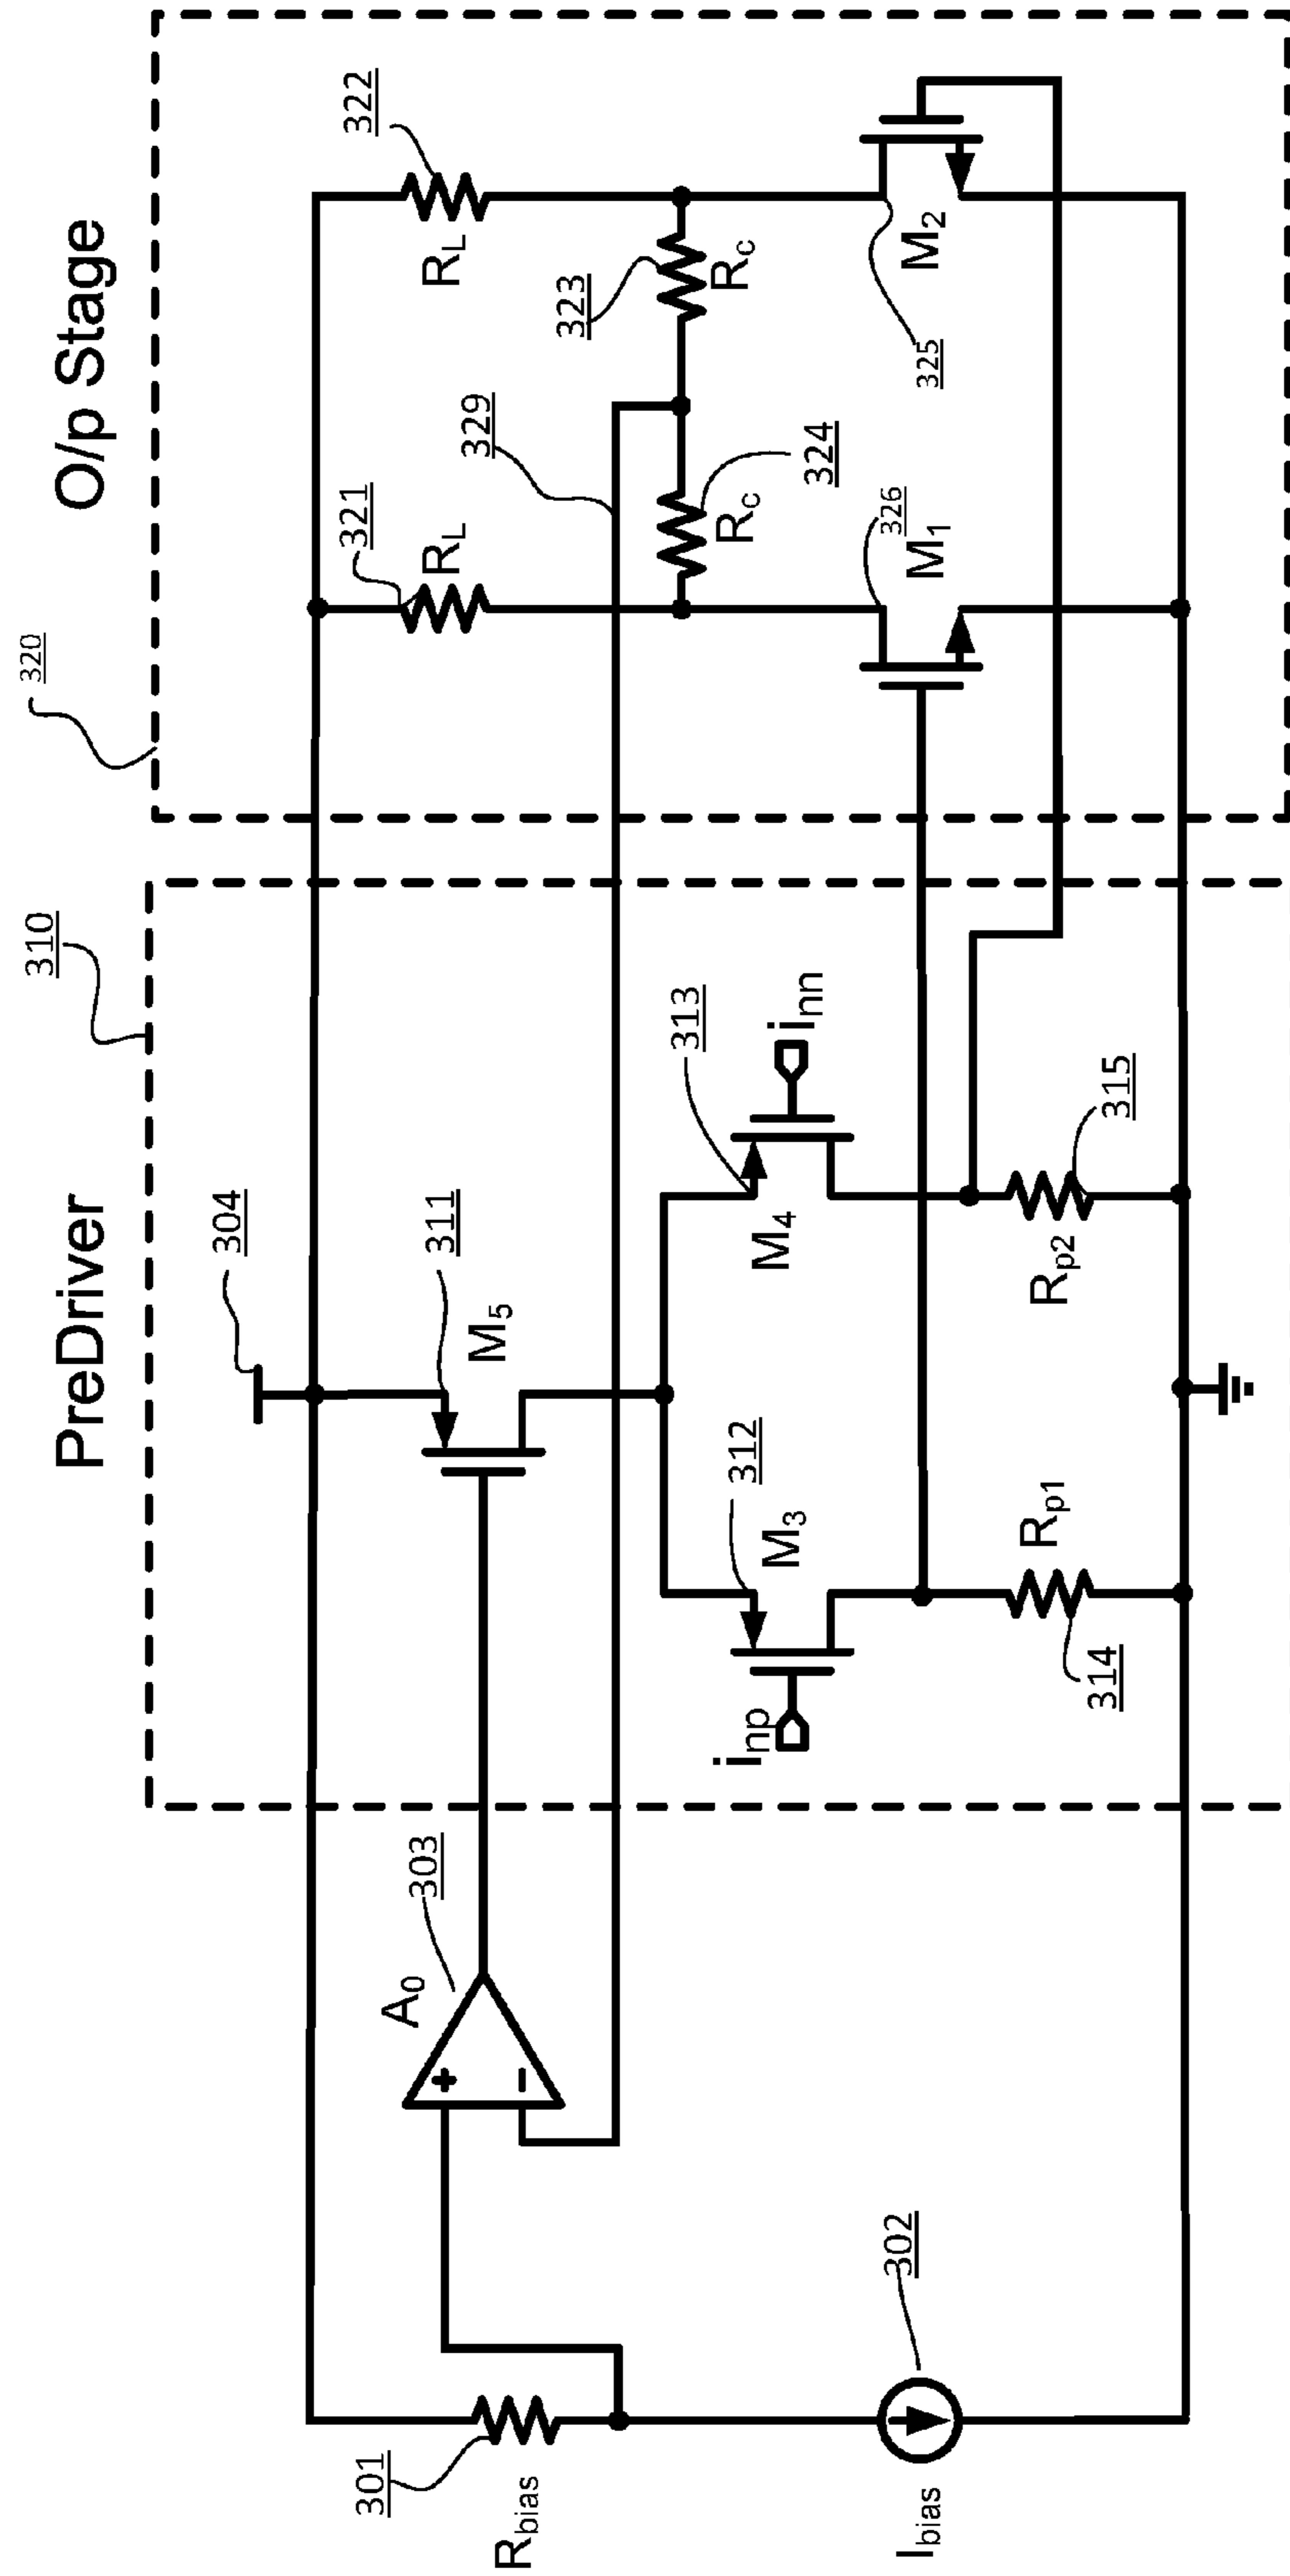 PreDriver
O/p Stage
310
320
304
322
321
R_L
R_L
311
M_5
329
323
R_c
324
R_c
303
A_0
+
-
301
R_bias
312
M_3
313
M_4
i_np
i_nn
326
M_1
325
M_2
302
I_bias
314
R_p1
315
R_p2